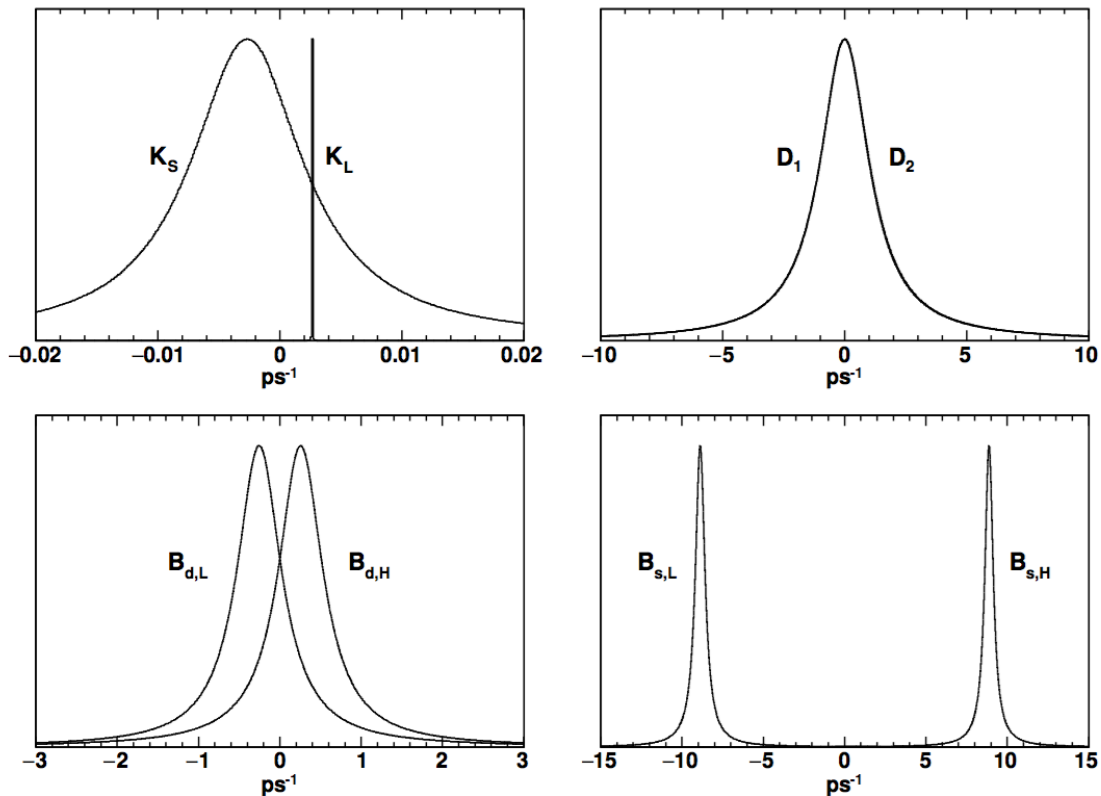 K_S K_L
−0.02 −0.01 0 0.01 0.02
ps⁻¹
D_1 D_2
−10 −5 0 5 10
ps⁻¹
B_d,L B_d,H
−3 −2 −1 0 1 2 3
ps⁻¹
B_s,L B_s,H
−15 −10 −5 0 5 10 15
ps⁻¹